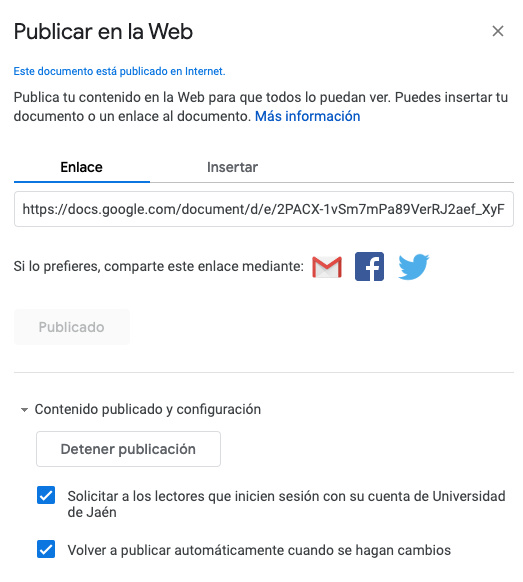 Publicar en la Web
Este documento está publicado en Internet.
Publica tu contenido en la Web para que todos lo puedan ver. Puedes insertar tu
documento o un enlace al documento. Más información
Enlace
Insertar
https://docs.google.com/document/d/e/2PACX-1vSm7mPa89VerRJ2aef_XyF
Si lo prefieres, comparte este enlace mediante:
Publicado
Contenido publicado y configuración
Detener publicación
Solicitar a los lectores que inicien sesión con su cuenta de Universidad
de Jaén
Volver a publicar automáticamente cuando se hagan cambios